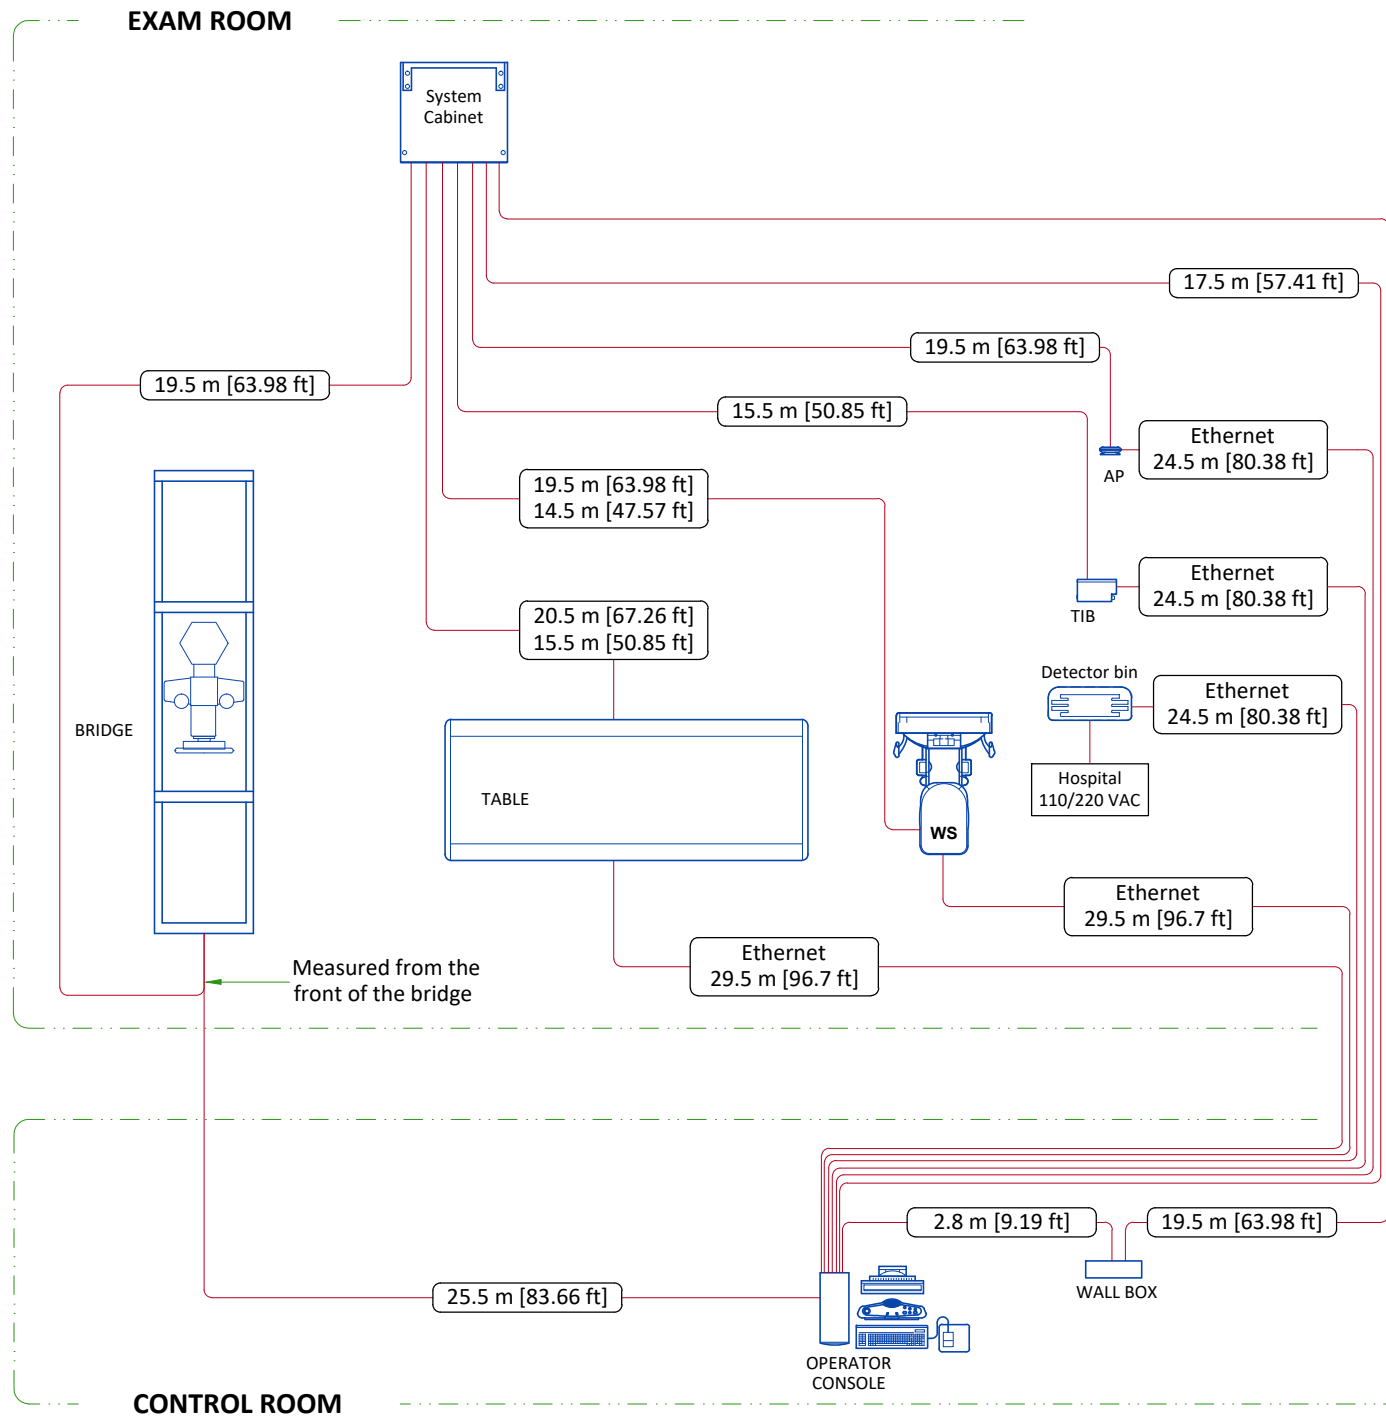 EXAM ROOM
System
Cabinet
17.5 m [57.41 ft]
19.5 m [63.98 ft]
19.5 m [63.98 ft]
15.5 m [50.85 ft]
Ethernet
24.5 m [80.38 ft]
AP
19.5 m [63.98 ft]
14.5 m [47.57 ft]
Ethernet
24.5 m [80.38 ft]
TIB
20.5 m [67.26 ft]
15.5 m [50.85 ft]
Detector bin
Ethernet
24.5 m [80.38 ft]
BRIDGE
Hospital
110/220 VAC
TABLE
WS
Ethernet
29.5 m [96.7 ft]
Ethernet
29.5 m [96.7 ft]
Measured from the
front of the bridge
2.8 m [9.19 ft]
19.5 m [63.98 ft]
WALL BOX
25.5 m [83.66 ft]
OPERATOR
CONSOLE
CONTROL ROOM